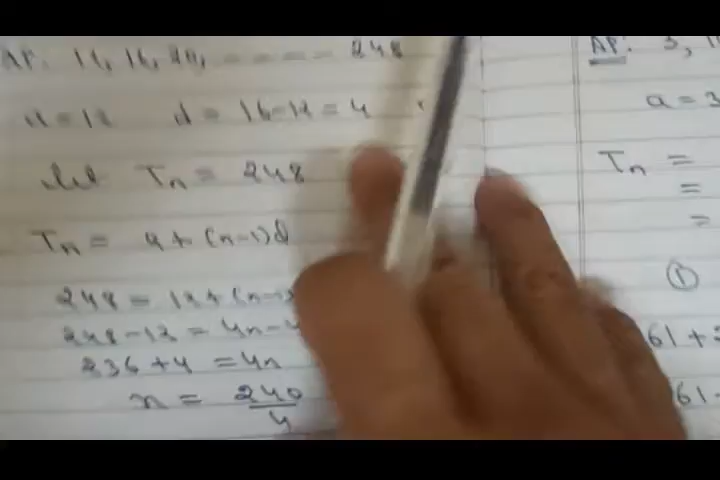 AP: 12, 16, 20, ---- 248
a = 12 d = 16-12 = 4
Let Tn = 248
Tn = a + (n-1)d
248 = 12 + (n-1)
248-12 = 4n-4
236 + 4 = 4n
n = 240/4
AP: 3, 1
a = 3
Tn =
=
=
①
61 +
61-